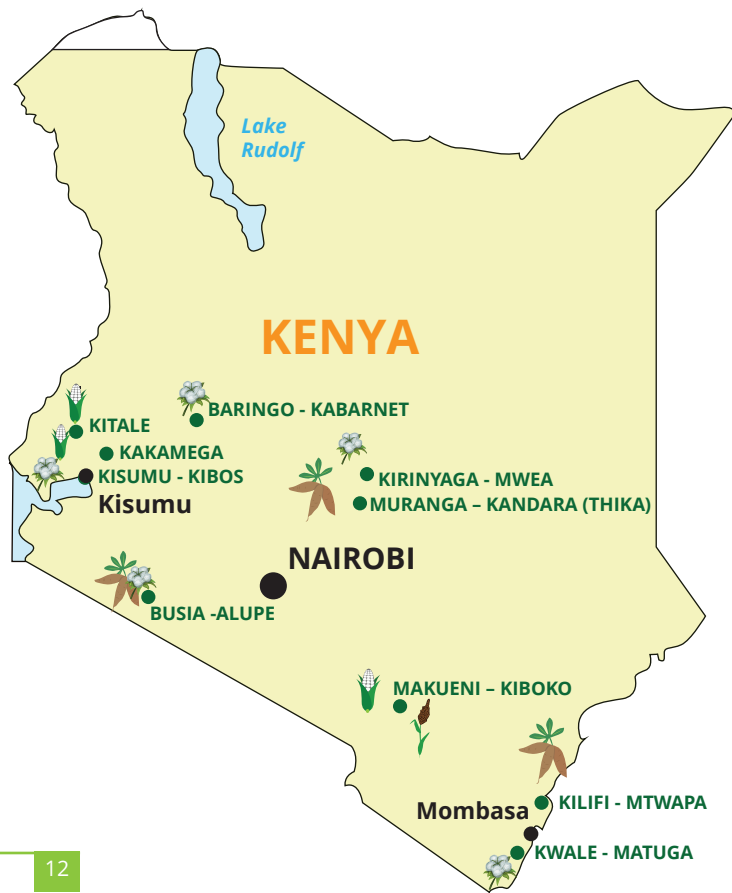 Lake
Rudolf
KENYA
BARINGO - KABARNET
KITALE
KAKAMEGA
KISUMU - KIBOS
Kisumu
KIRINYAGA - MWEA
MURANGA – KANDARA (THIKA)
NAIROBI
BUSIA -ALUPE
MAKUENI – KIBOKO
KILIFI - MTWAPA
Mombasa
KWALE - MATUGA
12